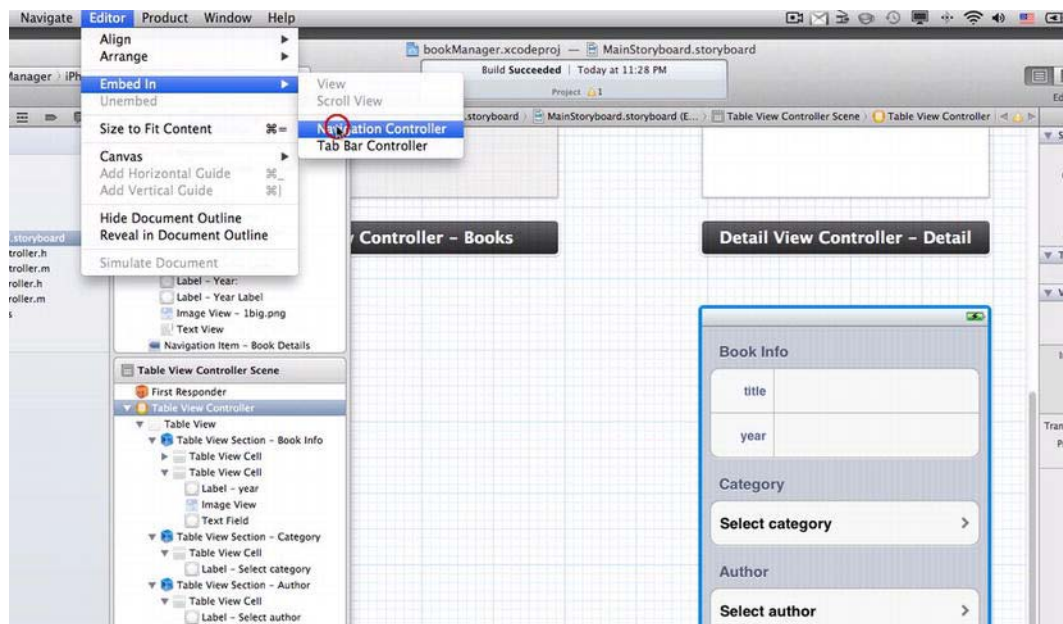 Navigate Editor Product Window Help
Align
Arrange
Embed In
Unembed
Size to Fit Content ⌘=
Canvas
Add Horizontal Guide ⌘_
Add Vertical Guide ⌘|
Hide Document Outline
Reveal in Document Outline
Simulate Document
View
Scroll View
Navigation Controller
Tab Bar Controller
bookManager.xcodeproj — MainStoryboard.storyboard
Build Succeeded | Today at 11:28 PM
Project 1
Manager iPh
.storyboard MainStoryboard.storyboard (E... Table View Controller Scene Table View Controller
.storyboard
troller.h
troller.m
roller.h
roller.m
s
Label - Year:
Label - Year Label
Image View - 1big.png
Text View
Navigation Item - Book Details
Table View Controller Scene
First Responder
Table View Controller
Table View
Table View Section - Book Info
Table View Cell
Table View Cell
Label - year
Image View
Text Field
Table View Section - Category
Table View Cell
Label - Select category
Table View Section - Author
Table View Cell
Label - Select author
Controller - Books
Detail View Controller - Detail
Book Info
title
year
Category
Select category
Author
Select author
Tran